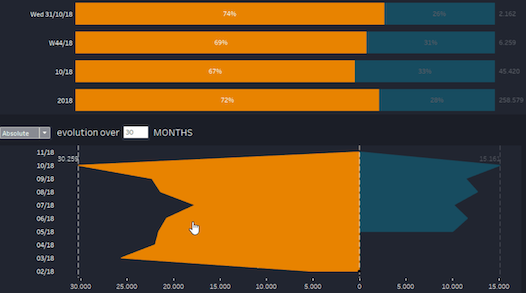 Wed 31/10/18 74% 26% 2.162
W44/18 69% 31% 6.259
10/18 67% 33% 45.420
2018 72% 28% 258.579
Absolute evolution over 30 MONTHS
11/18
10/18 30.259 15.161
09/18
08/18
07/18
06/18
05/18
04/18
03/18
02/18
30.000 25.000 20.000 15.000 10.000 5.000 0 5.000 10.000 15.000